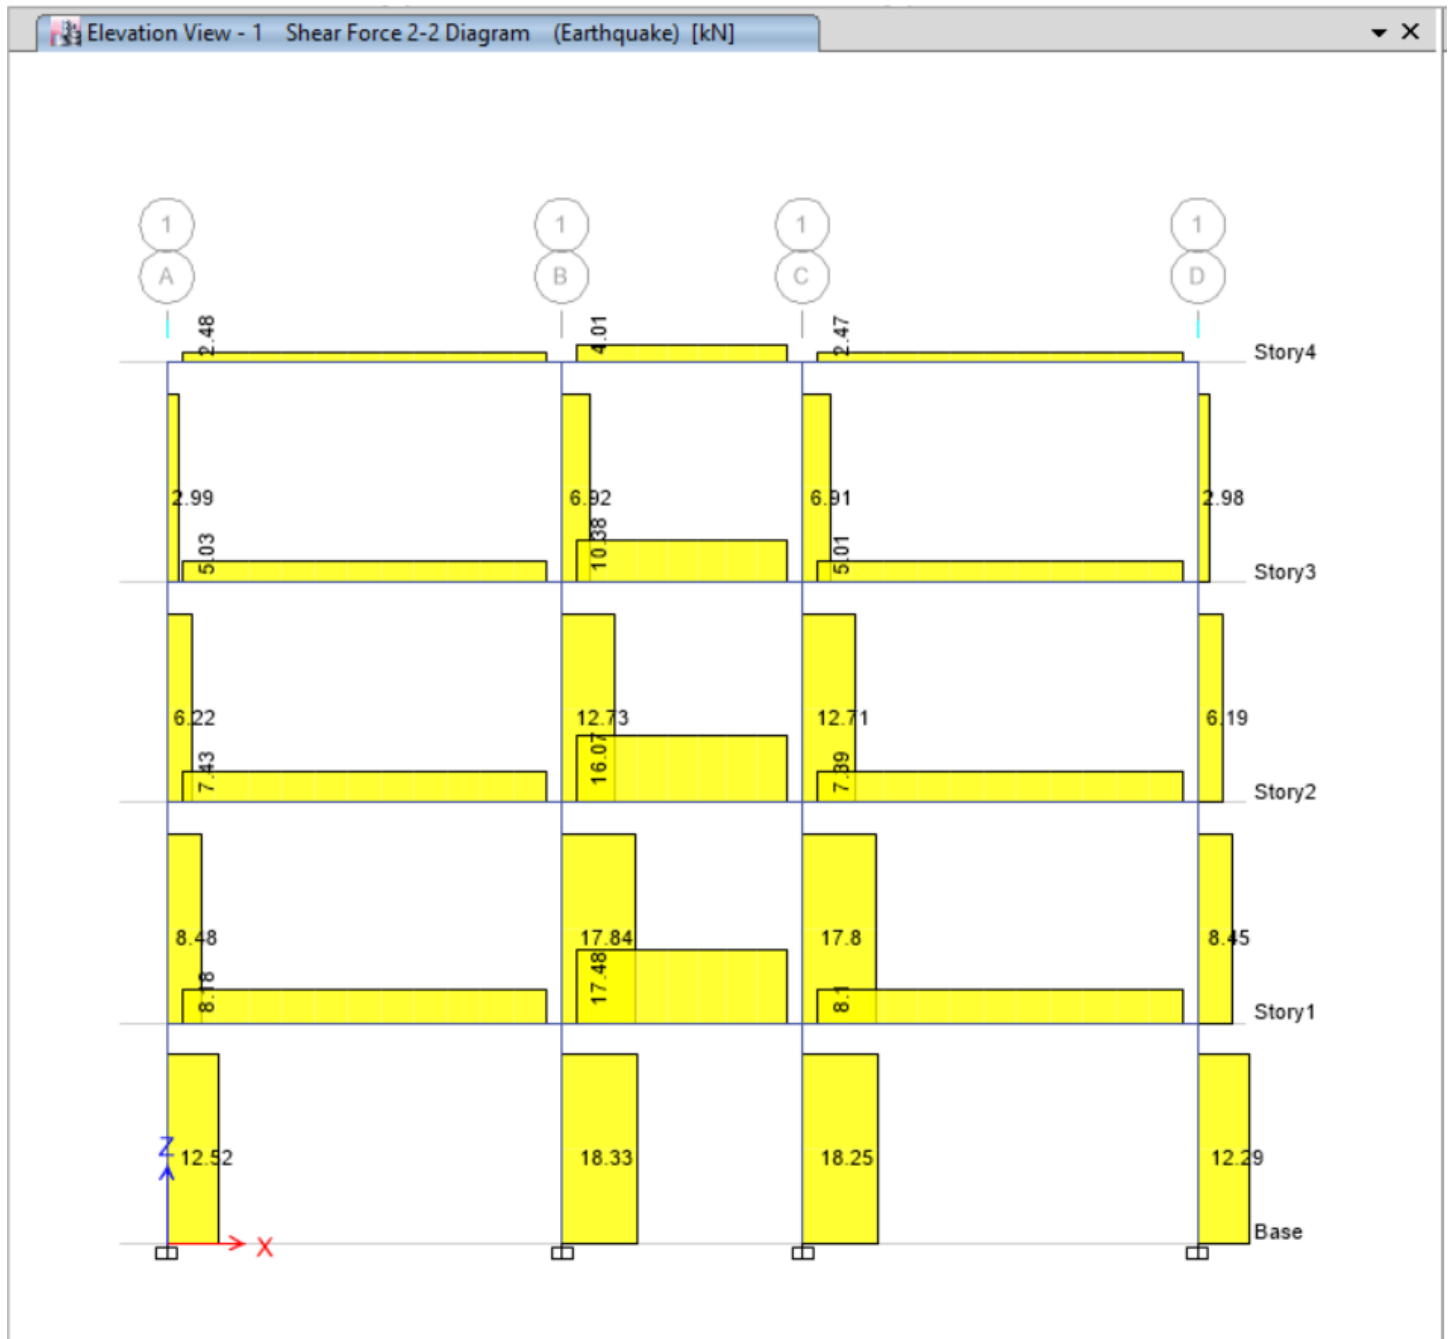 Elevation View - 1 Shear Force 2-2 Diagram (Earthquake) [kN]
1 1 1 1
A B C D
2.48 4.01 2.47
Story4
2.99 6.92 6.91 2.98
5.03 10.38 5.01
Story3
6.22 12.73 12.71 6.19
7.43 16.07 7.39
Story2
8.48 17.84 17.8 8.45
8.18 17.48 8.1
Story1
Z
12.52 18.33 18.25 12.29
X
Base